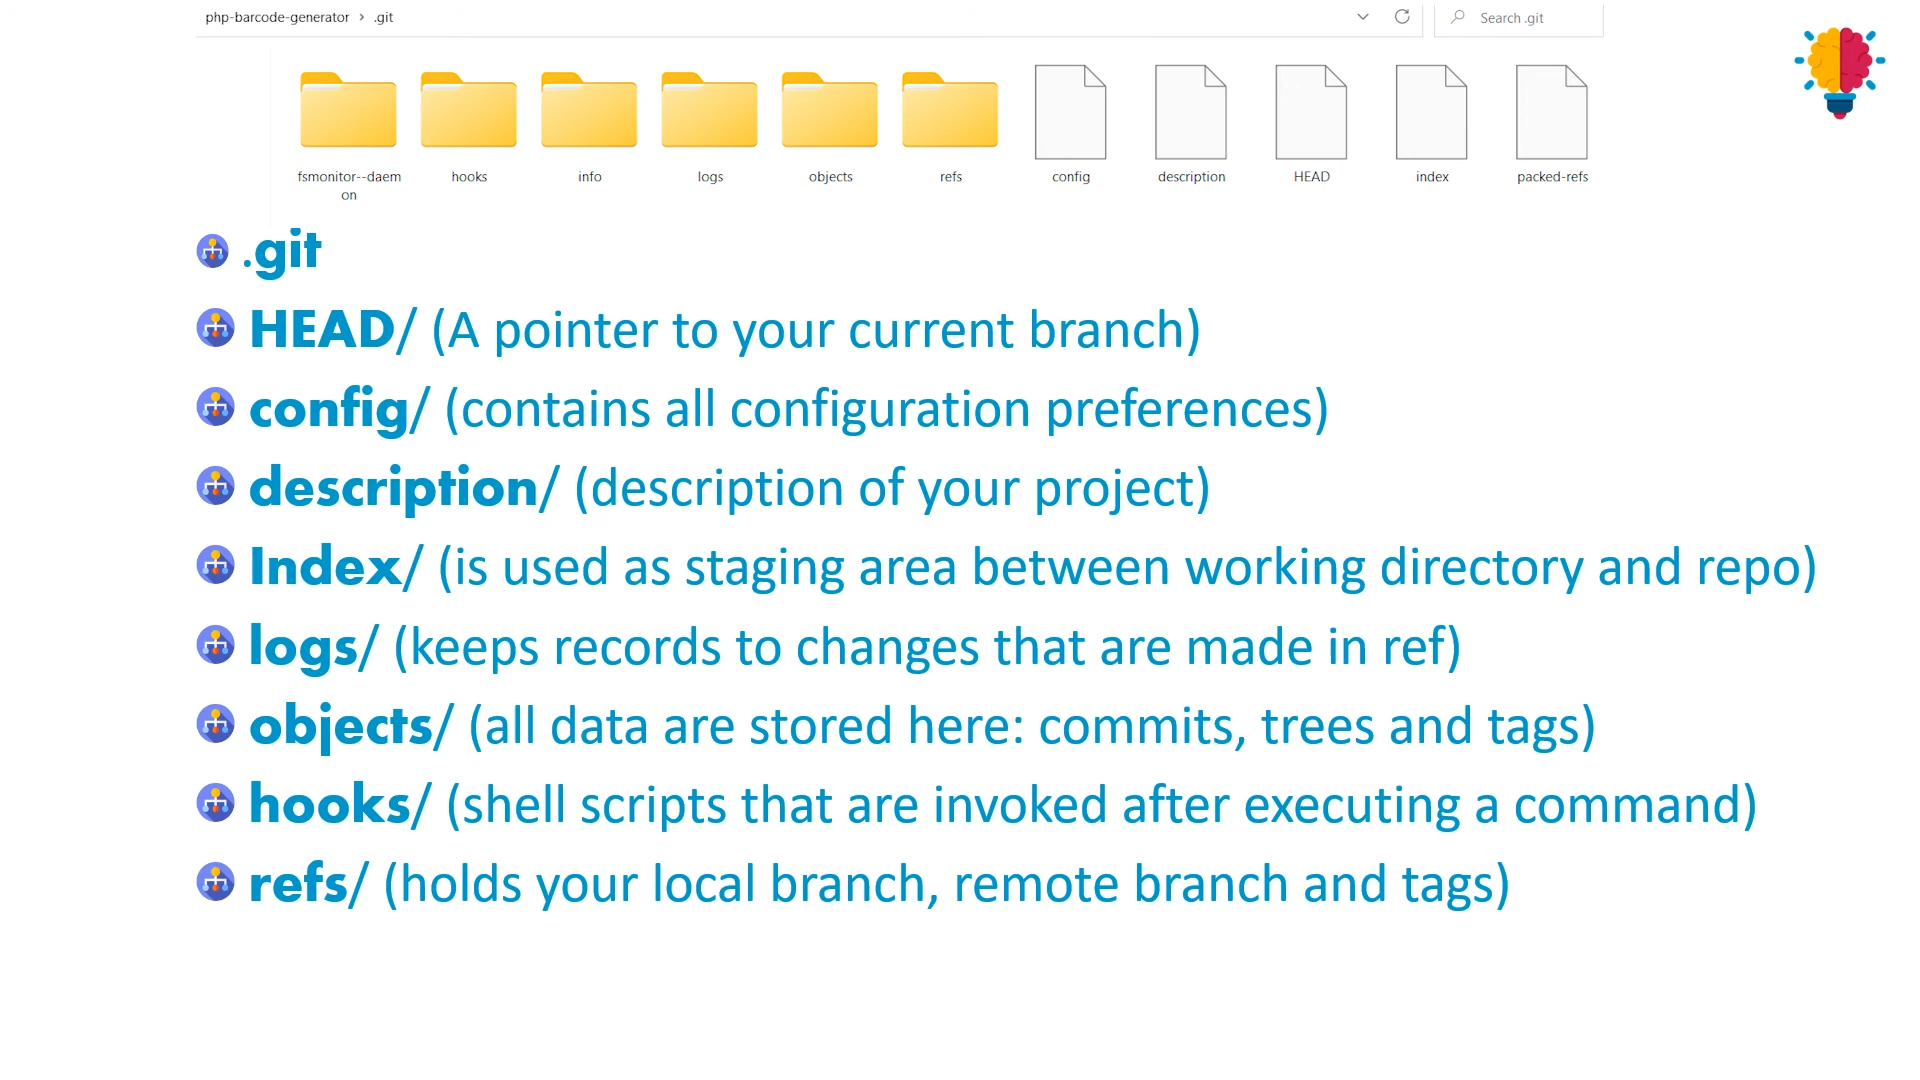 php-barcode-generator > .git
Search .git
fsmonitor--daem
on
hooks
info
logs
objects
refs
config
description
HEAD
index
packed-refs
.git
HEAD/ (A pointer to your current branch)
config/ (contains all configuration preferences)
description/ (description of your project)
Index/ (is used as staging area between working directory and repo)
logs/ (keeps records to changes that are made in ref)
objects/ (all data are stored here: commits, trees and tags)
hooks/ (shell scripts that are invoked after executing a command)
refs/ (holds your local branch, remote branch and tags)